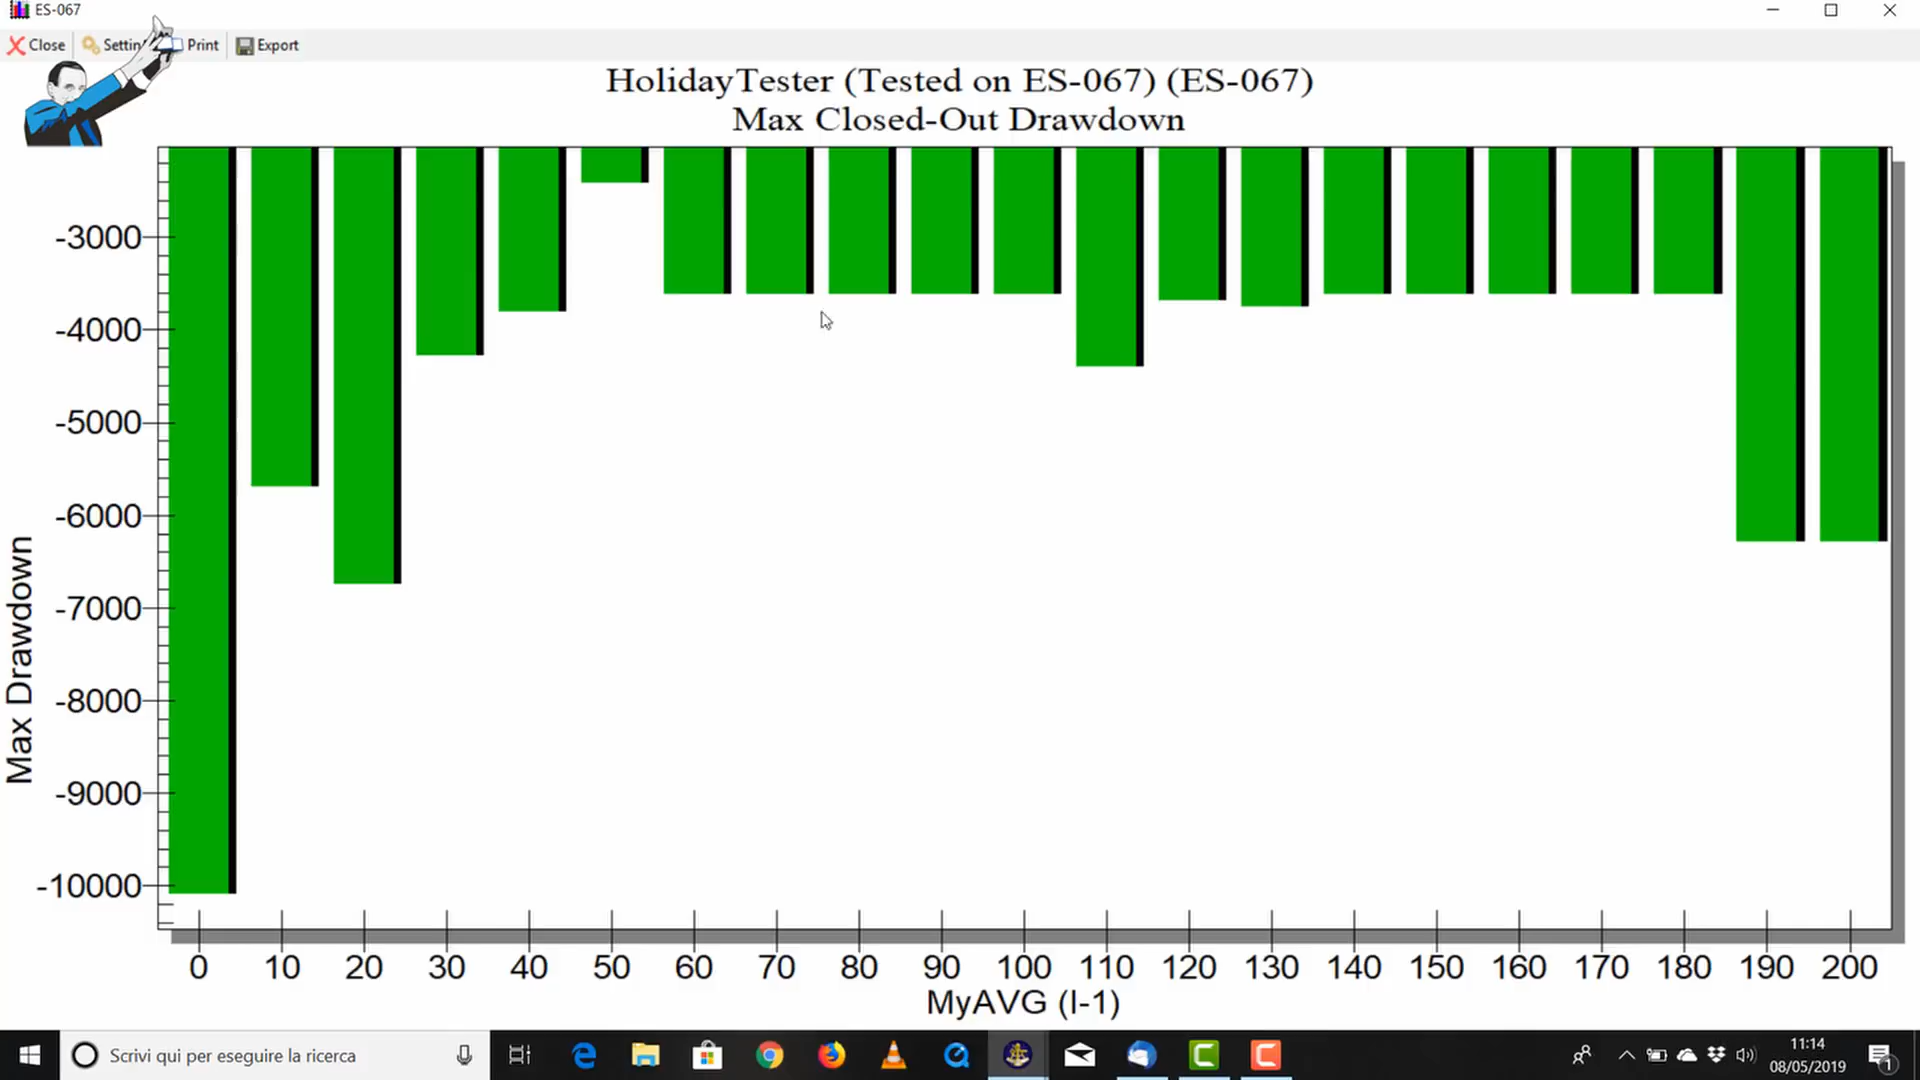 ES-067
Close
Settin
Print
Export
HolidayTester (Tested on ES-067) (ES-067)
Max Closed-Out Drawdown
-3000
-4000
-5000
-6000
-7000
-8000
-9000
-10000
Max Drawdown
0 10 20 30 40 50 60 70 80 90 100 110 120 130 140 150 160 170 180 190 200
MyAVG (I-1)
Scrivi qui per eseguire la ricerca
11:14
08/05/2019
1